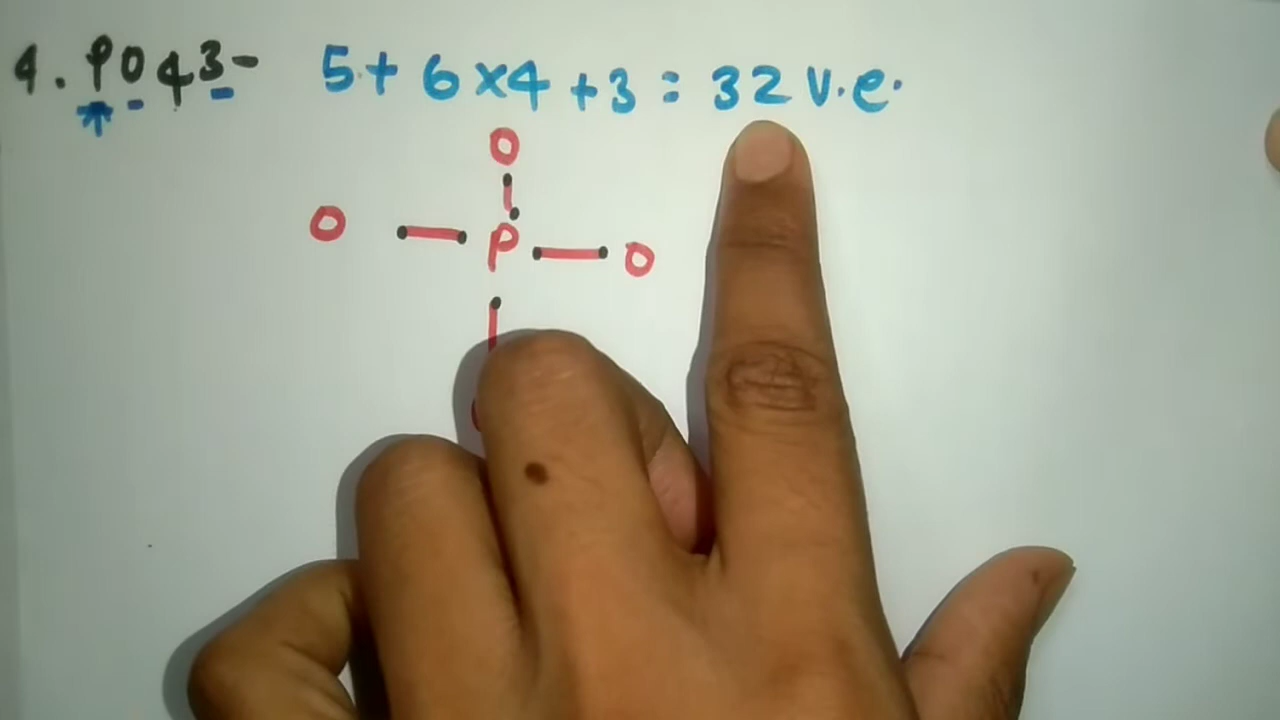 4. PO43- 5+ 6×4 +3 = 32 v.e.
O
O P O